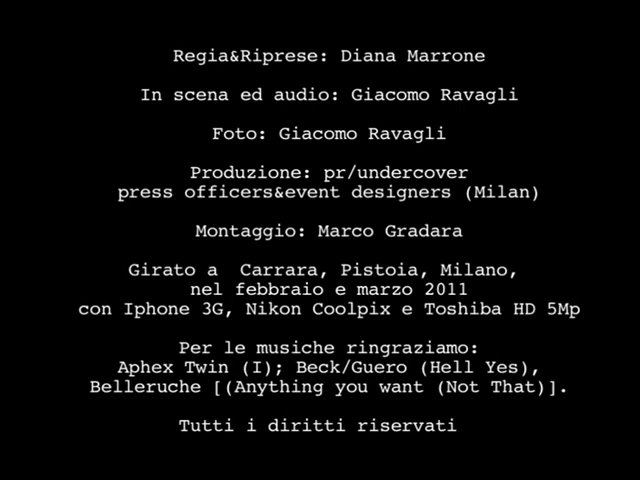 Regia&Riprese: Diana Marrone
In scena ed audio: Giacomo Ravagli
Foto: Giacomo Ravagli
Produzione: pr/undercover
press officers&event designers (Milan)
Montaggio: Marco Gradara
Girato a  Carrara, Pistoia, Milano,
nel febbraio e marzo 2011
con Iphone 3G, Nikon Coolpix e Toshiba HD 5Mp
Per le musiche ringraziamo:
Aphex Twin (I); Beck/Guero (Hell Yes),
Belleruche [(Anything you want (Not That)].
Tutti i diritti riservati